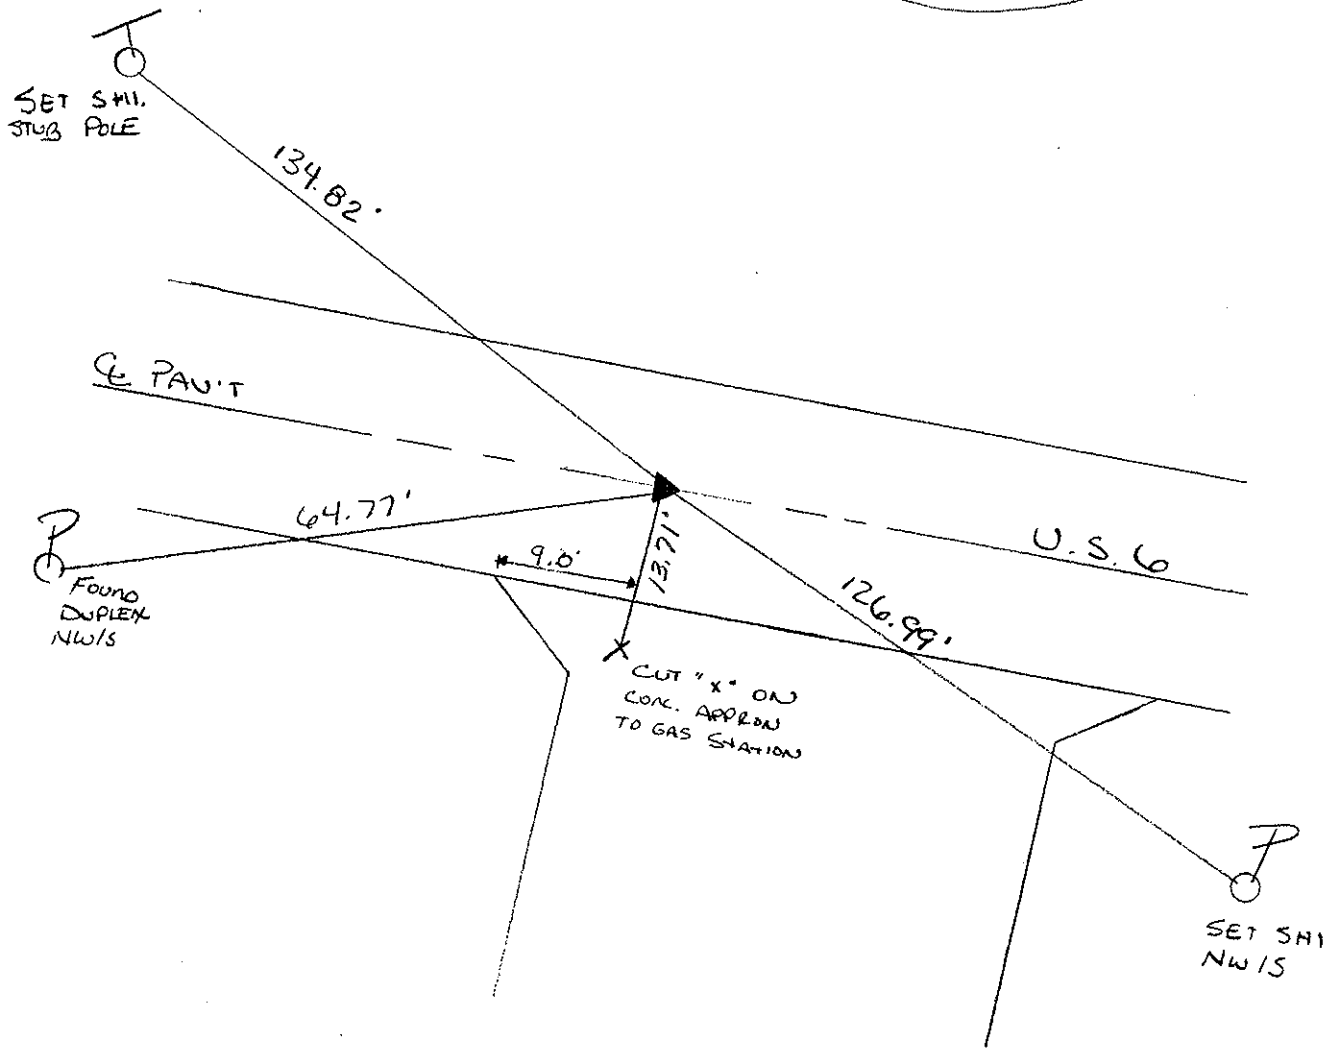 SET SHI.
STUB POLE
134.82'
℄ PAV'T
64.77'
P
FOUND
DUPLEX
NW/S
9.0'
13.71'
U.S. 6
126.99'
X
CUT "X" ON
CONC. APPRON
TO GAS STATION
P
SET SHI
NW/S